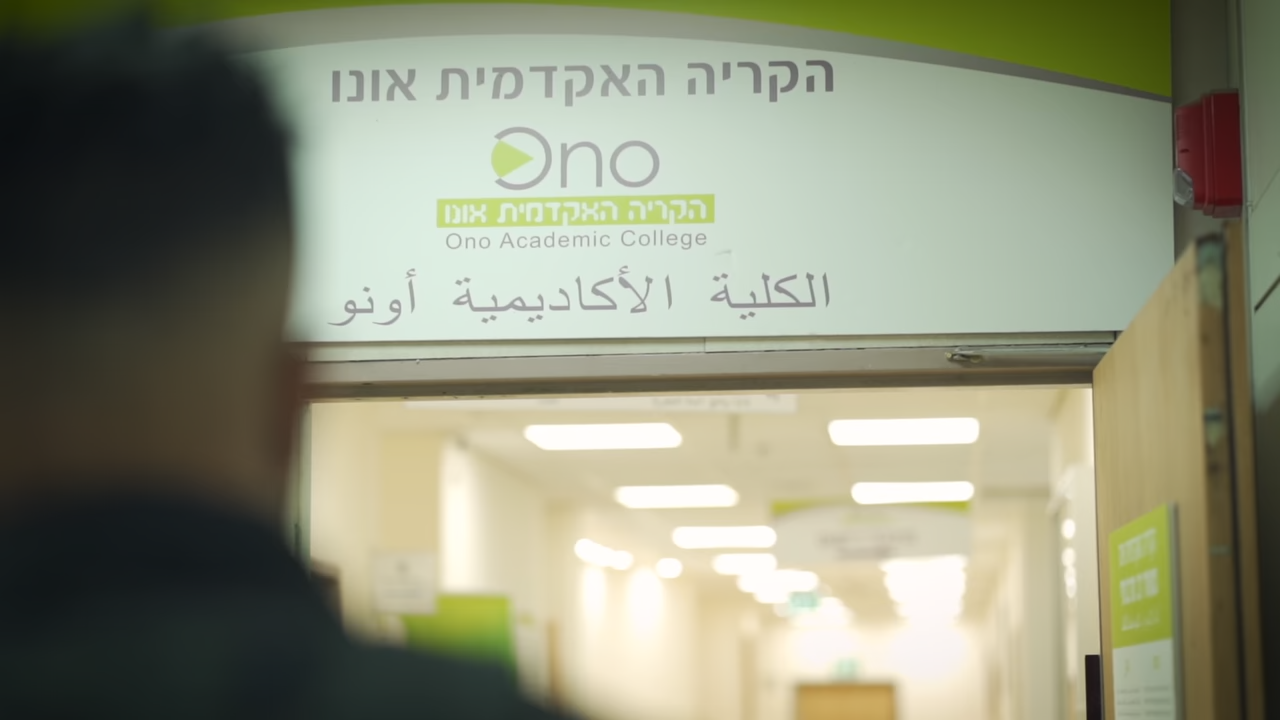 הקריה האקדמית אונו
Ono
הקריה האקדמית אונו
Ono Academic College
الكلية الأكاديمية أونو